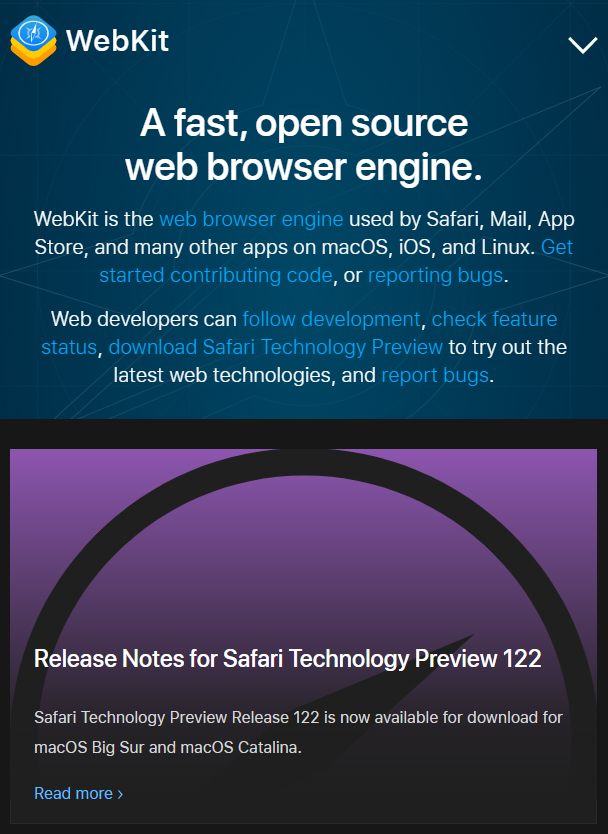 WebKit
A fast, open source
web browser engine.
WebKit is the web browser engine used by Safari, Mail, App
Store, and many other apps on macOS, iOS, and Linux. Get
started contributing code, or reporting bugs.
Web developers can follow development, check feature
status, download Safari Technology Preview to try out the
latest web technologies, and report bugs.
Release Notes for Safari Technology Preview 122
Safari Technology Preview Release 122 is now available for download for
macOS Big Sur and macOS Catalina.
Read more ›